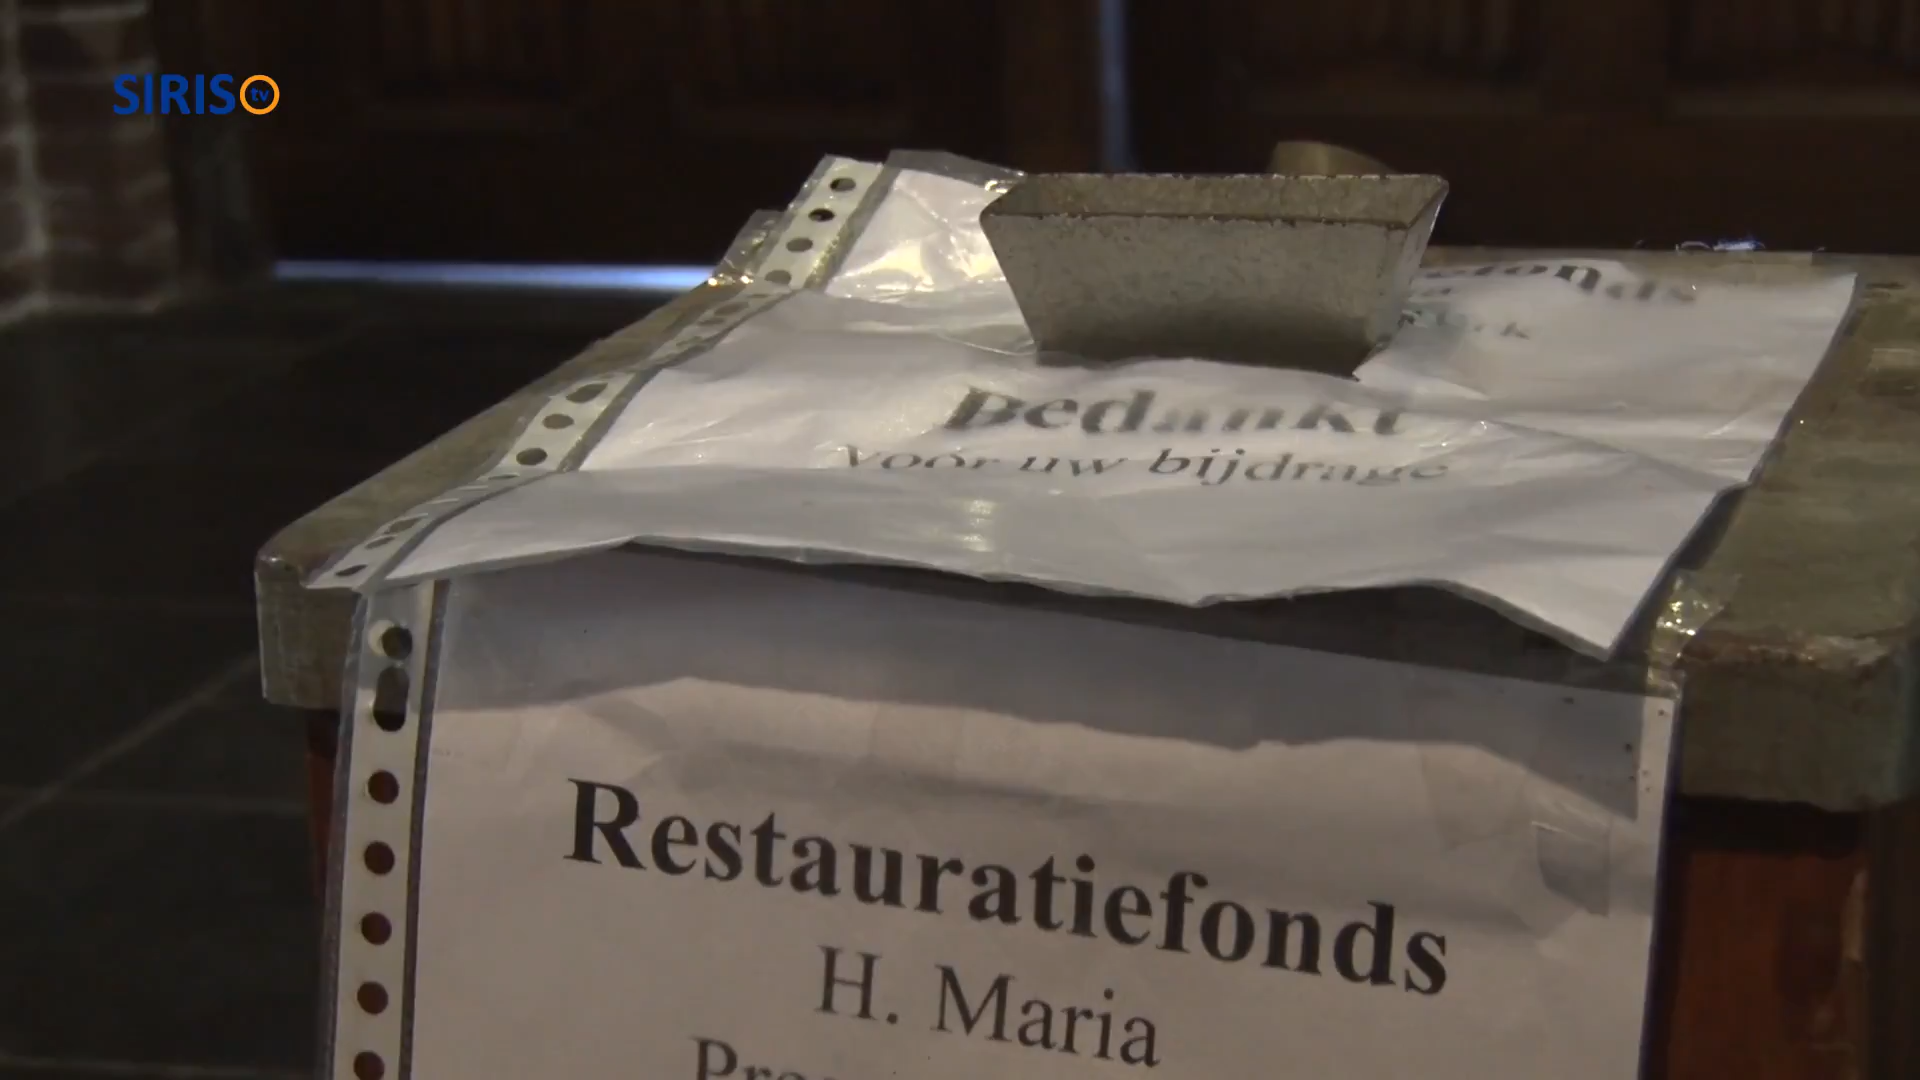 SIRIS tv
Bedankt
Voor uw bijdrage
Restauratiefonds
H. Maria